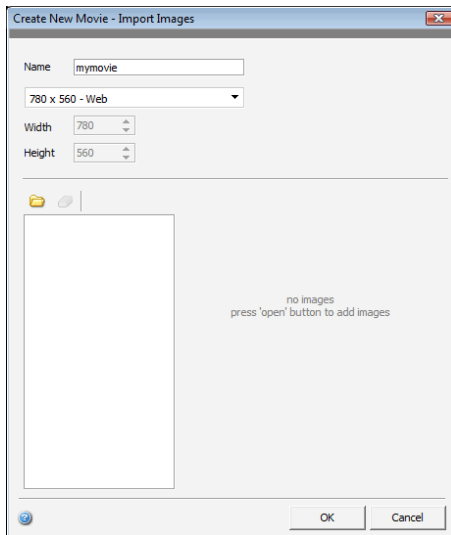 Create New Movie - Import Images
Name mymovie
780 x 560 - Web
Width 780
Height 560
no images
press 'open' button to add images
OK Cancel